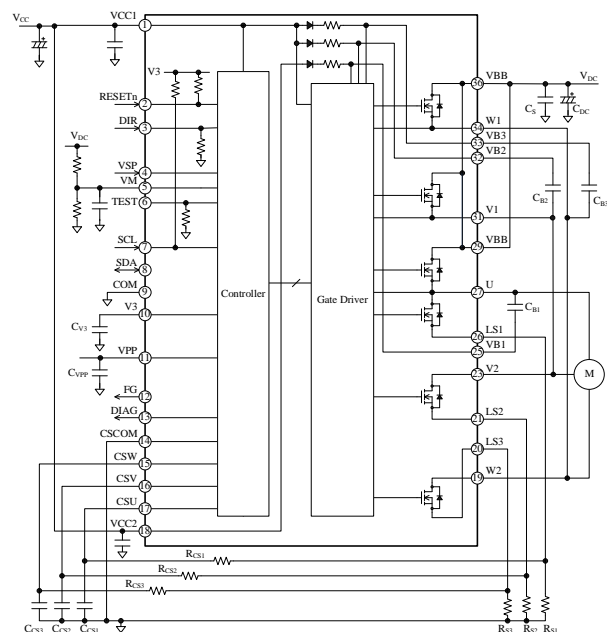 VCC
VCC1
1
V3
RESETn
2
DIR
3
VDC
VSP
4
VM
5
TEST
6
SCL
7
SDA
8
COM
9
V3
10
CV3
VPP
11
CVPP
FG
12
DIAG
13
CSCOM
14
CSW
15
CSV
16
CSU
17
VCC2
18
Controller
Gate Driver
36
VBB
VDC
CS
CDC
34
W1
33
VB3
32
VB2
CB2
CB3
31
V1
29
VBB
27
U
CB1
26
LS1
25
VB1
M
23
V2
21
LS2
20
LS3
19
W2
RCS1
RCS2
RCS3
CCS3
CCS2
CCS1
RS3
RS2
RS1